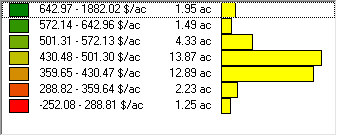 642.97 - 1882.02 $/ac 1.95 ac
572.14 - 642.96 $/ac 1.49 ac
501.31 - 572.13 $/ac 4.33 ac
430.48 - 501.30 $/ac 13.87 ac
359.65 - 430.47 $/ac 12.89 ac
288.82 - 359.64 $/ac 2.23 ac
-252.08 - 288.81 $/ac 1.25 ac